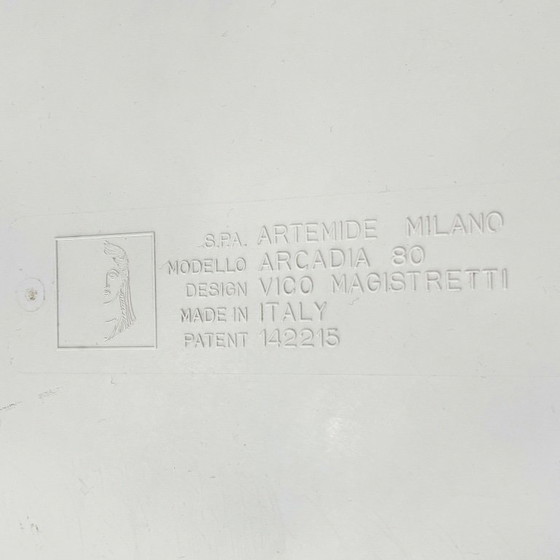 S.P.A. ARTEMIDE MILANO
MODELLO ARCADIA 80
DESIGN VICO MAGISTRETTI
MADE IN ITALY
PATENT 142215